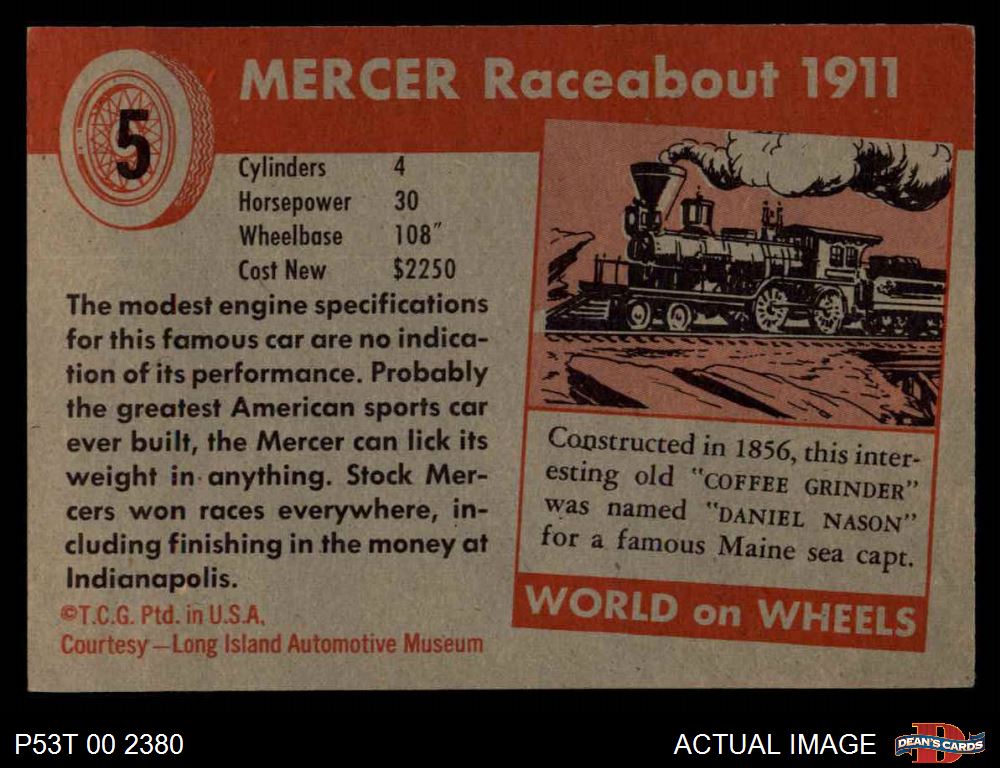 5
MERCER Raceabout 1911
Cylinders 4
Horsepower 30
Wheelbase 108"
Cost New $2250
The modest engine specifications
for this famous car are no indica-
tion of its performance. Probably
the greatest American sports car
ever built, the Mercer can lick its
weight in anything. Stock Mer-
cers won races everywhere, in-
cluding finishing in the money at
Indianapolis.
©T.C.G. Ptd. in U.S.A.
Courtesy—Long Island Automotive Museum
Constructed in 1856, this inter-
esting old "COFFEE GRINDER"
was named "DANIEL NASON"
for a famous Maine sea capt.
WORLD on WHEELS
P53T 00 2380
ACTUAL IMAGE
D
DEAN'S CARDS